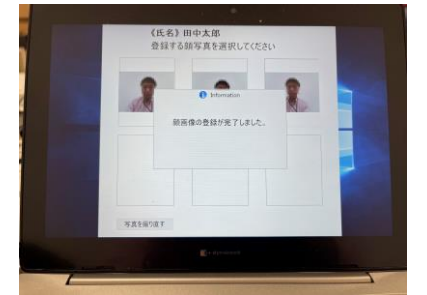 《氏名》田中太郎
登録する顔写真を選択してください
Information
顔画像の登録が完了しました。
写真を撮り直す